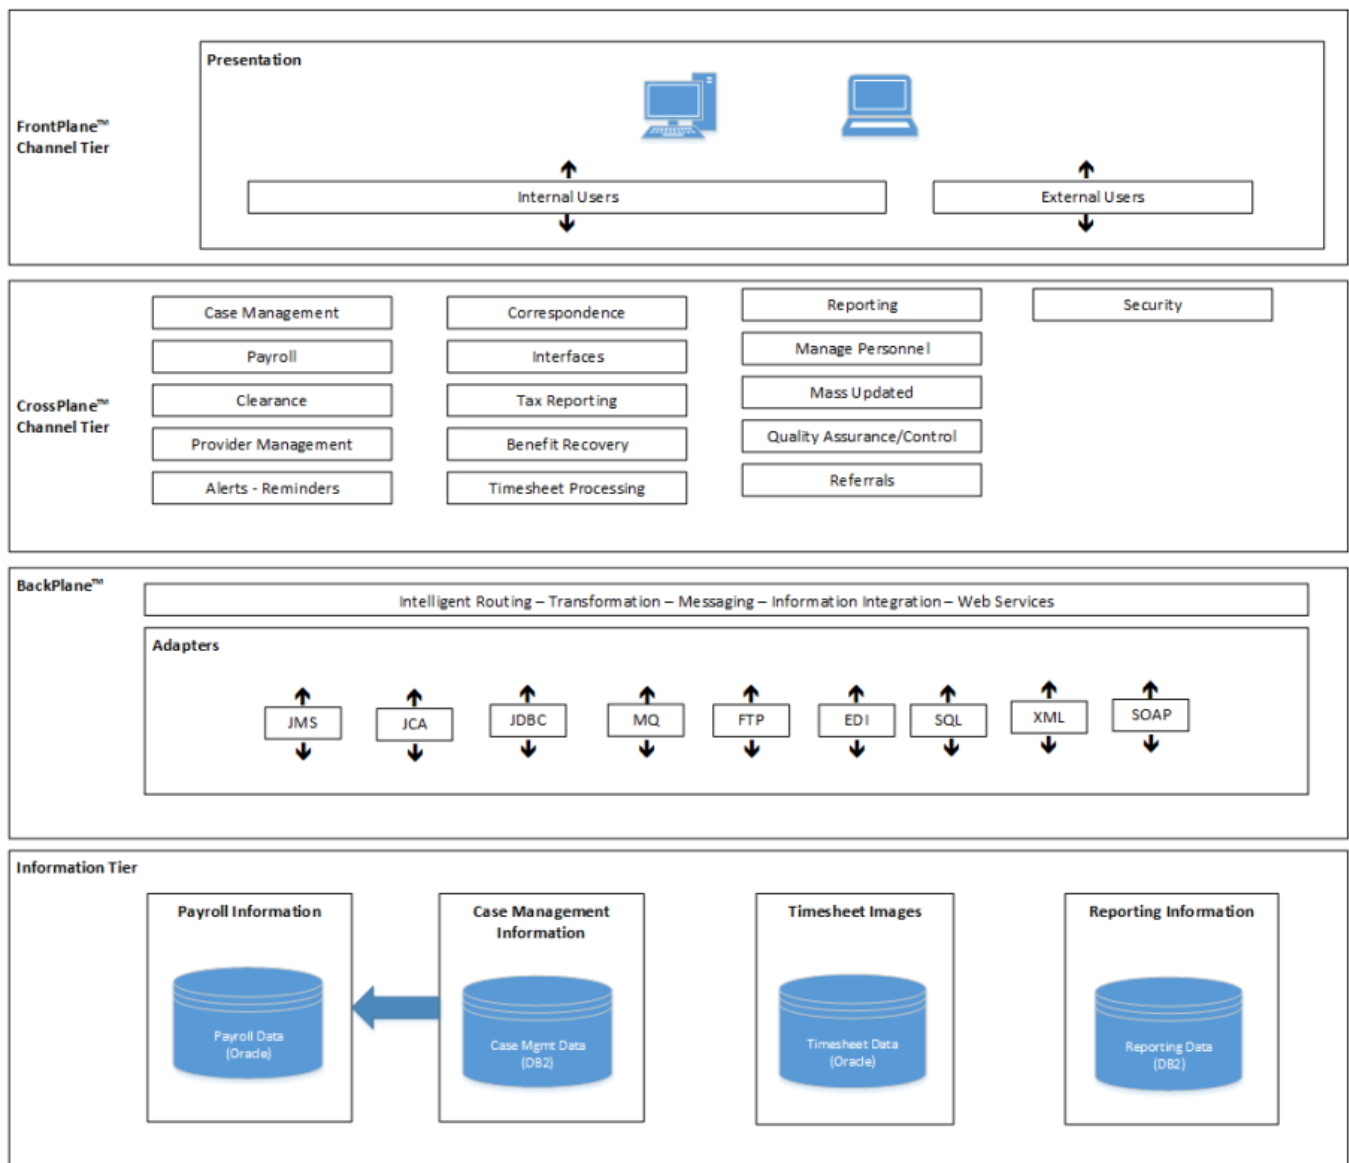 Presentation
FrontPlane™
Channel Tier
Internal Users
External Users
CrossPlane™
Channel Tier
Case Management
Payroll
Clearance
Provider Management
Alerts - Reminders
Correspondence
Interfaces
Tax Reporting
Benefit Recovery
Timesheet Processing
Reporting
Manage Personnel
Mass Updated
Quality Assurance/Control
Referrals
Security
BackPlane™
Intelligent Routing – Transformation – Messaging – Information Integration – Web Services
Adapters
JMS
JCA
JDBC
MQ
FTP
EDI
SQL
XML
SOAP
Information Tier
Payroll Information
Payroll Data
(Oracle)
Case Management
Information
Case Mgmt Data
(DB2)
Timesheet Images
Timesheet Data
(Oracle)
Reporting Information
Reporting Data
(DB2)